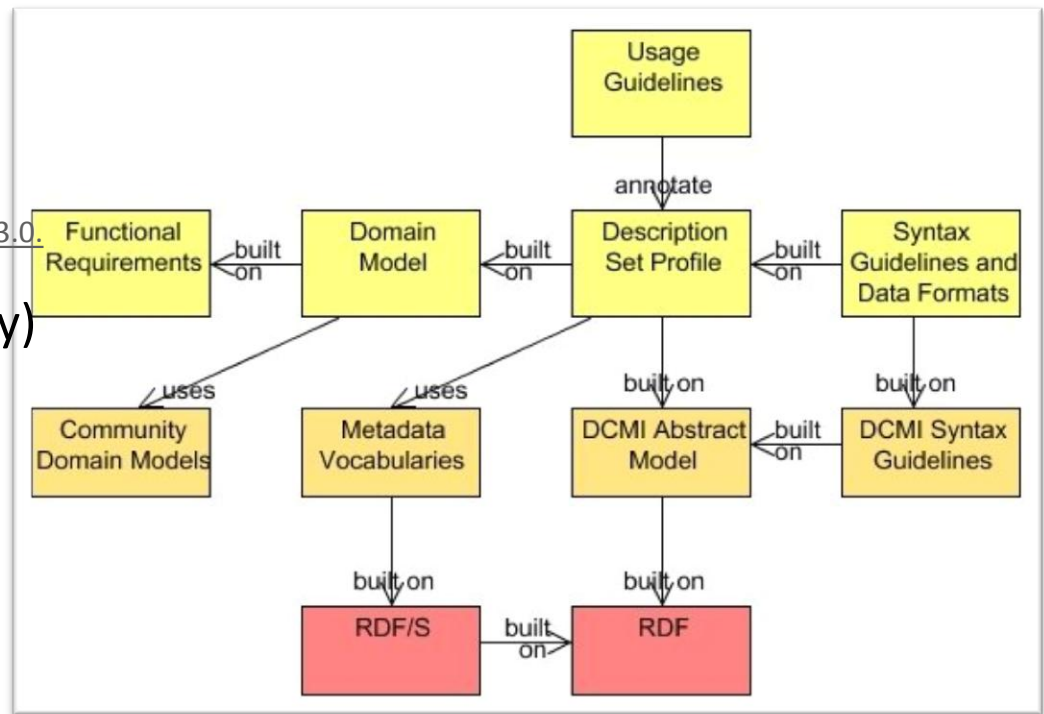 Usage
Guidelines
annotate
3.0.
Functional
Requirements
built
on
Domain
Model
built
on
Description
Set Profile
built
on
Syntax
Guidelines and
Data Formats
y)
uses
uses
built on
built on
Community
Domain Models
Metadata
Vocabularies
DCMI Abstract
Model
built
on
DCMI Syntax
Guidelines
built on
built on
RDF/S
built
on
RDF